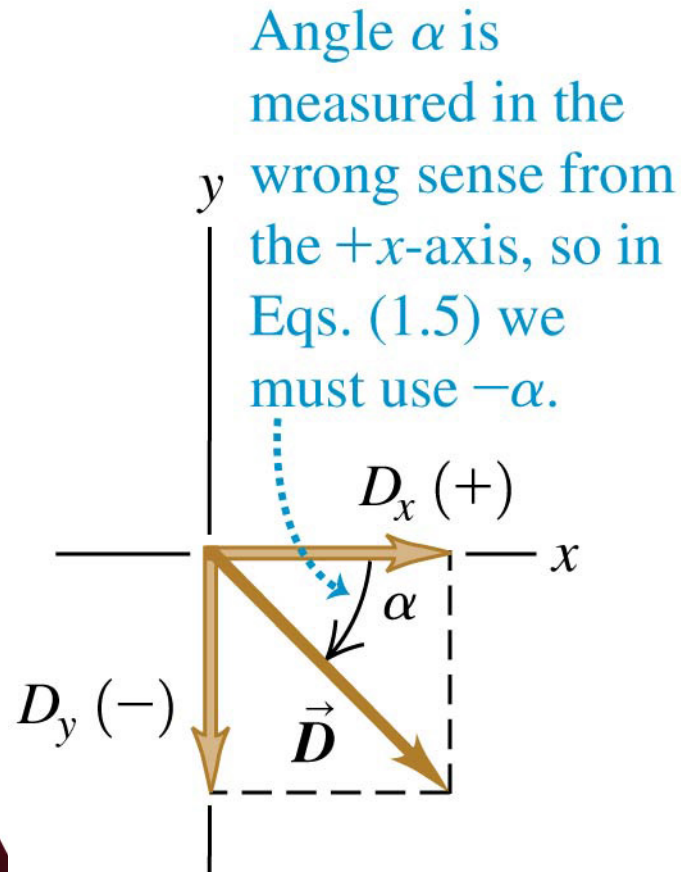 Angle α is
measured in the
wrong sense from
the +x-axis, so in
Eqs. (1.5) we
must use −α.
y
Dₓ (+)
x
α
D_y (−)
D⃗